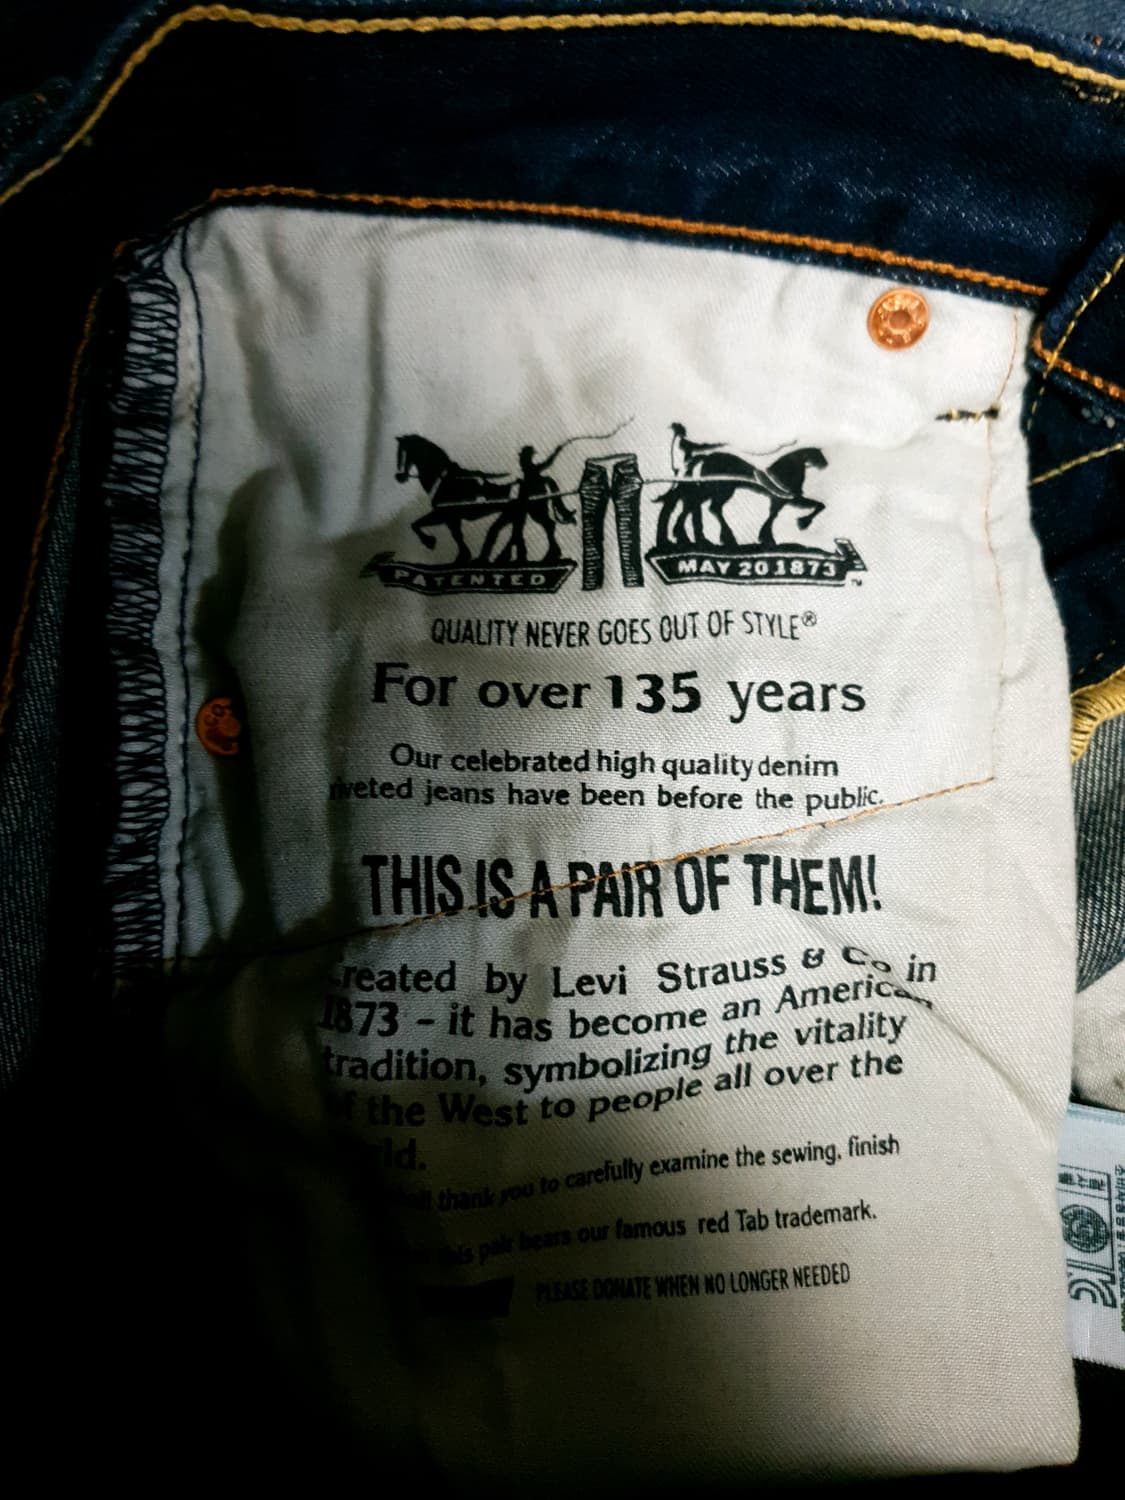 PATENTED
MAY 20 1873
QUALITY NEVER GOES OUT OF STYLE®
For over 135 years
Our celebrated high quality denim
riveted jeans have been before the public.
THIS IS A PAIR OF THEM!
Created by Levi Strauss & Co in
1873 – it has become an American
tradition, symbolizing the vitality
of the West to people all over the
thank you to carefully examine the sewing, finish
this pair bears our famous red Tab trademark.
PLEASE DONATE WHEN NO LONGER NEEDED